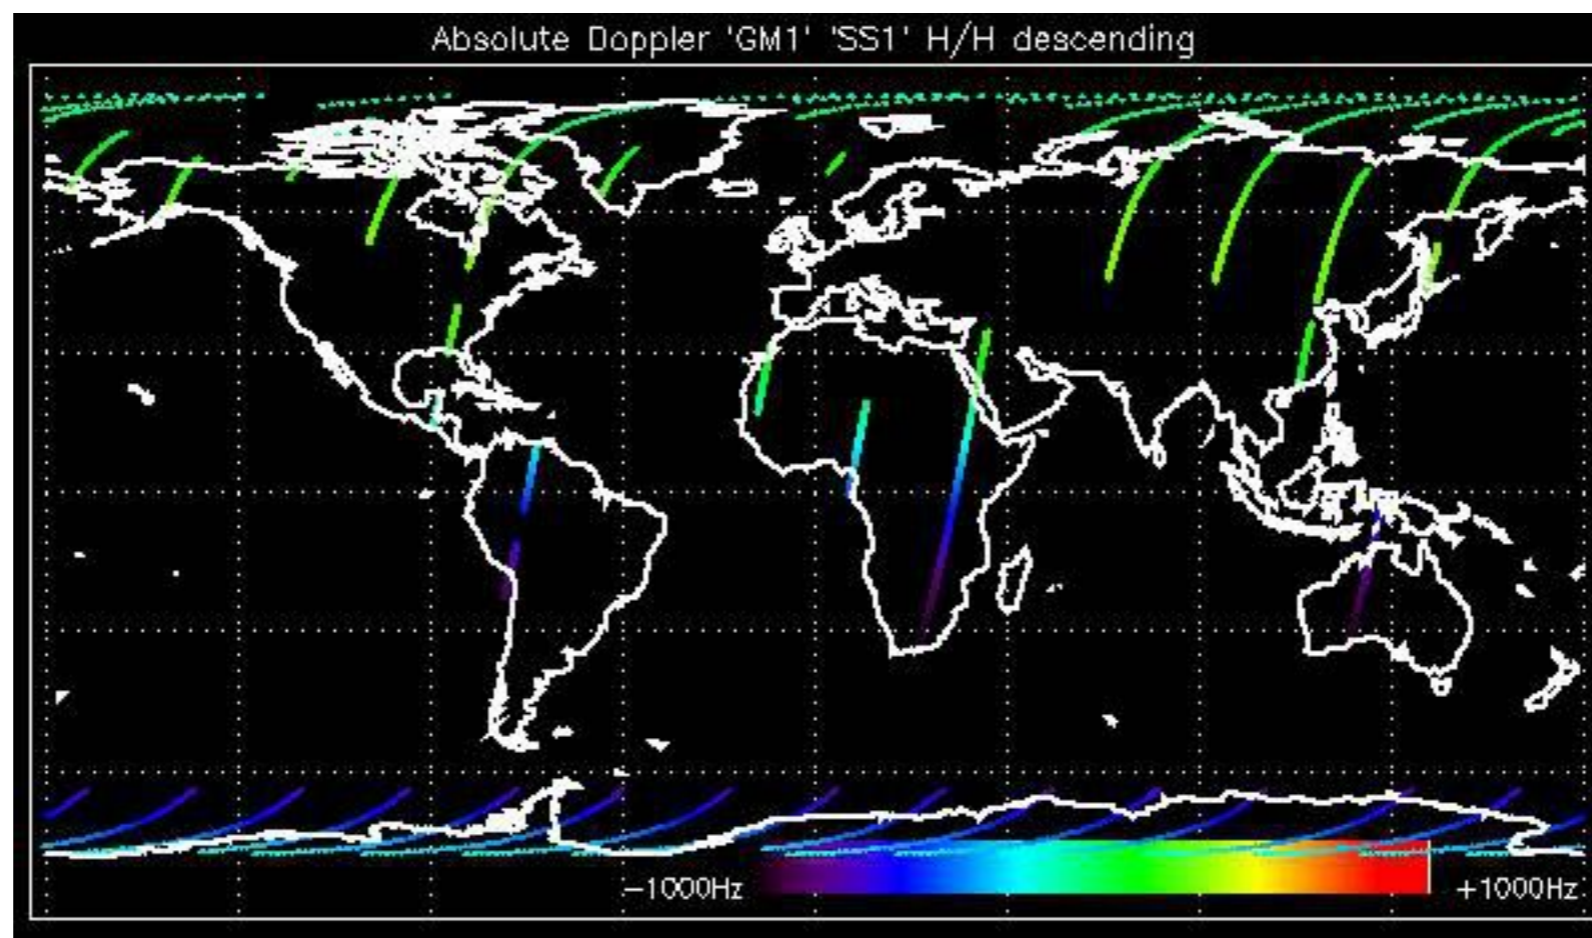 Absolute Doppler 'GM1' 'SS1' H/H descending
-1000Hz
+1000Hz